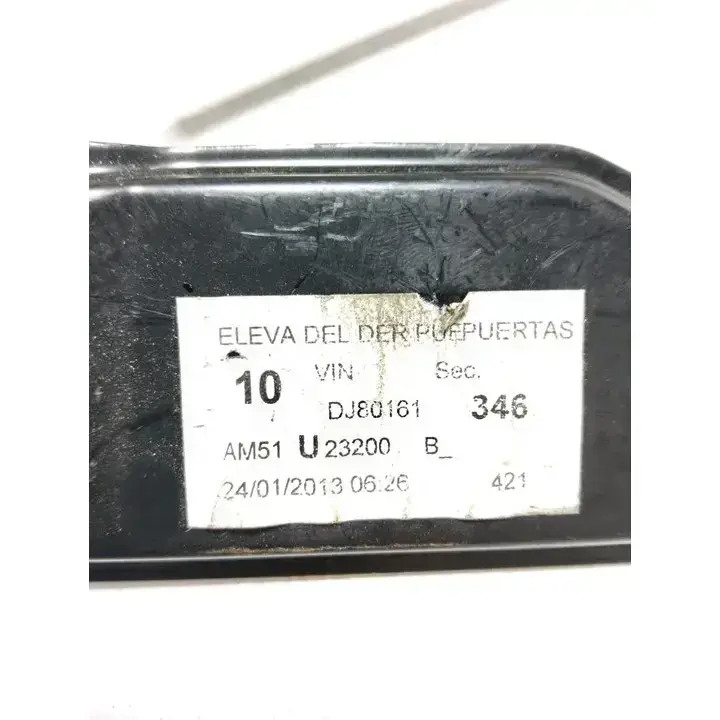 ELEVA DEL DER PUEPUERTAS
10 VIN Sec.
DJ80161 346
AM51 U 23200 B_
24/01/2013 06:26 421